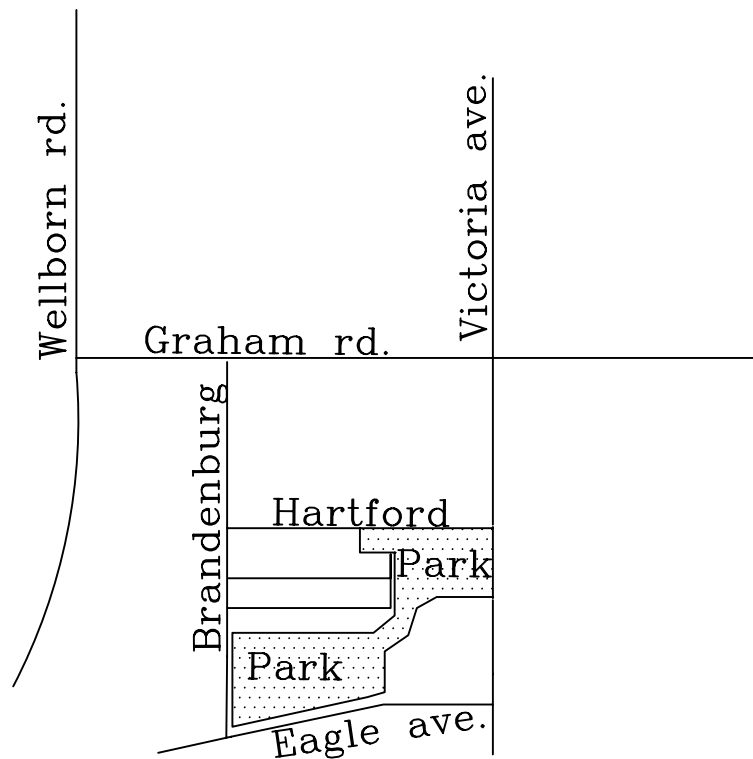 Wellborn rd.
Victoria ave.
Graham rd.
Brandenburg
Hartford
Park
Park
Eagle ave.